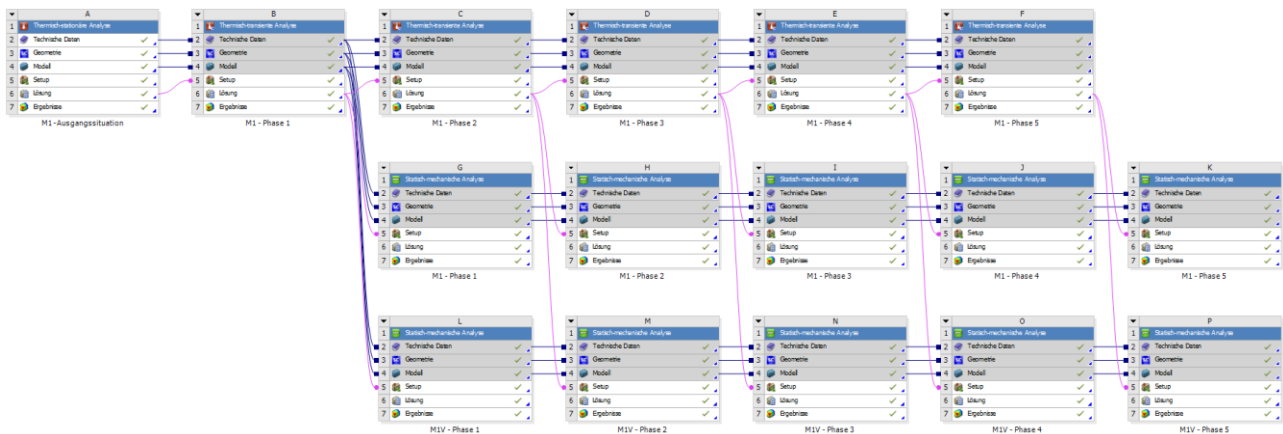 A
1 Thermisch-stationäre Analyse
2 Technische Daten
3 Geometrie
4 Modell
5 Setup
6 Lösung
7 Ergebnisse
M1-Ausgangssituation
B
1 Thermisch-transiente Analyse
2 Technische Daten
3 Geometrie
4 Modell
5 Setup
6 Lösung
7 Ergebnisse
M1 - Phase 1
C
1 Thermisch-transiente Analyse
2 Technische Daten
3 Geometrie
4 Modell
5 Setup
6 Lösung
7 Ergebnisse
M1 - Phase 2
D
1 Thermisch-transiente Analyse
2 Technische Daten
3 Geometrie
4 Modell
5 Setup
6 Lösung
7 Ergebnisse
M1 - Phase 3
E
1 Thermisch-transiente Analyse
2 Technische Daten
3 Geometrie
4 Modell
5 Setup
6 Lösung
7 Ergebnisse
M1 - Phase 4
F
1 Thermisch-transiente Analyse
2 Technische Daten
3 Geometrie
4 Modell
5 Setup
6 Lösung
7 Ergebnisse
M1 - Phase 5
G
1 Statisch-mechanische Analyse
2 Technische Daten
3 Geometrie
4 Modell
5 Setup
6 Lösung
7 Ergebnisse
M1 - Phase 1
H
1 Statisch-mechanische Analyse
2 Technische Daten
3 Geometrie
4 Modell
5 Setup
6 Lösung
7 Ergebnisse
M1 - Phase 2
I
1 Statisch-mechanische Analyse
2 Technische Daten
3 Geometrie
4 Modell
5 Setup
6 Lösung
7 Ergebnisse
M1 - Phase 3
J
1 Statisch-mechanische Analyse
2 Technische Daten
3 Geometrie
4 Modell
5 Setup
6 Lösung
7 Ergebnisse
M1 - Phase 4
K
1 Statisch-mechanische Analyse
2 Technische Daten
3 Geometrie
4 Modell
5 Setup
6 Lösung
7 Ergebnisse
M1 - Phase 5
L
1 Statisch-mechanische Analyse
2 Technische Daten
3 Geometrie
4 Modell
5 Setup
6 Lösung
7 Ergebnisse
M1V - Phase 1
M
1 Statisch-mechanische Analyse
2 Technische Daten
3 Geometrie
4 Modell
5 Setup
6 Lösung
7 Ergebnisse
M1V - Phase 2
N
1 Statisch-mechanische Analyse
2 Technische Daten
3 Geometrie
4 Modell
5 Setup
6 Lösung
7 Ergebnisse
M1V - Phase 3
O
1 Statisch-mechanische Analyse
2 Technische Daten
3 Geometrie
4 Modell
5 Setup
6 Lösung
7 Ergebnisse
M1V - Phase 4
P
1 Statisch-mechanische Analyse
2 Technische Daten
3 Geometrie
4 Modell
5 Setup
6 Lösung
7 Ergebnisse
M1V - Phase 5